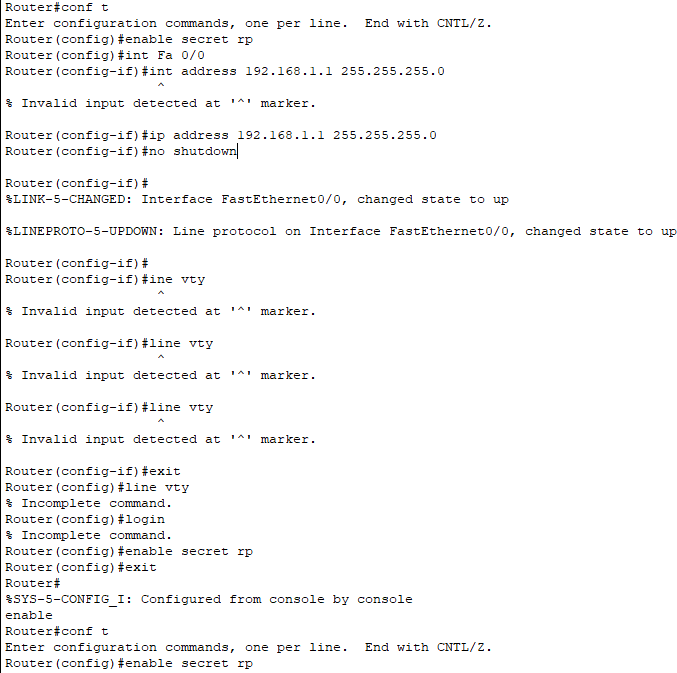 Router#conf t
Enter configuration commands, one per line.  End with CNTL/Z.
Router(config)#enable secret rp
Router(config)#int Fa 0/0
Router(config-if)#int address 192.168.1.1 255.255.255.0
                   ^
% Invalid input detected at '^' marker.

Router(config-if)#ip address 192.168.1.1 255.255.255.0
Router(config-if)#no shutdown

Router(config-if)#
%LINK-5-CHANGED: Interface FastEthernet0/0, changed state to up

%LINEPROTO-5-UPDOWN: Line protocol on Interface FastEthernet0/0, changed state to up

Router(config-if)#
Router(config-if)#ine vty
                   ^
% Invalid input detected at '^' marker.

Router(config-if)#line vty
                   ^
% Invalid input detected at '^' marker.

Router(config-if)#line vty
                   ^
% Invalid input detected at '^' marker.

Router(config-if)#exit
Router(config)#line vty
% Incomplete command.
Router(config)#login
% Incomplete command.
Router(config)#enable secret rp
Router(config)#exit
Router#
%SYS-5-CONFIG_I: Configured from console by console
enable
Router#conf t
Enter configuration commands, one per line.  End with CNTL/Z.
Router(config)#enable secret rp